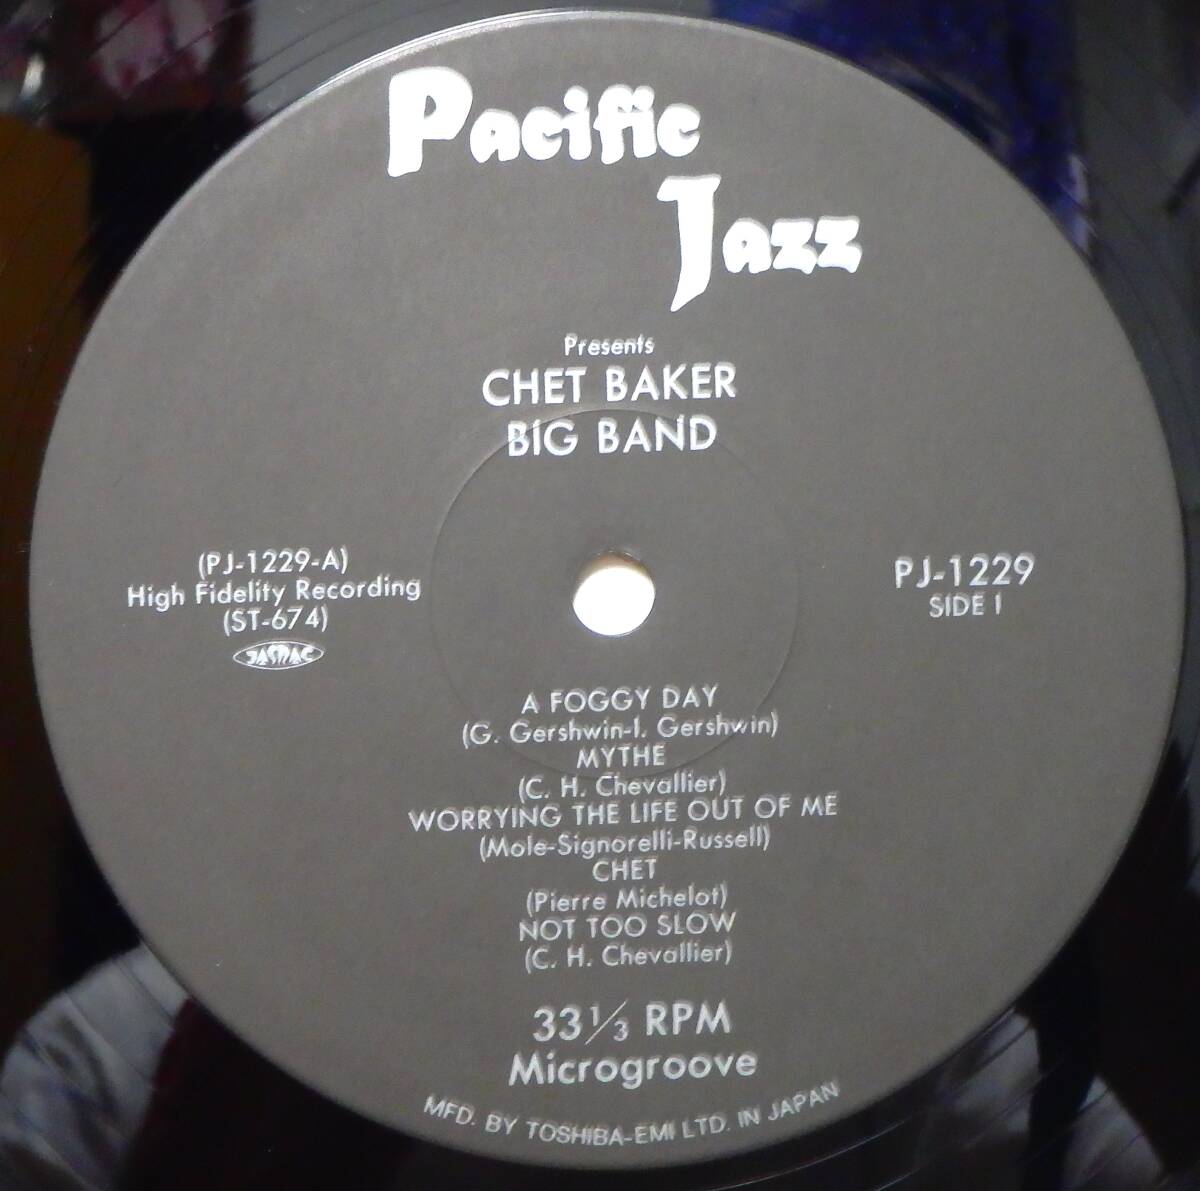 Pacific
Jazz
Presents
CHET BAKER
BIG BAND
(PJ-1229-A)
High Fidelity Recording
(ST-674)
JASRAC
PJ-1229
SIDE 1
A FOGGY DAY
(G. Gershwin-I. Gershwin)
MYTHE
(C. H. Chevallier)
WORRYING THE LIFE OUT OF ME
(Mole-Signorelli-Russell)
CHET
(Pierre Michelot)
NOT TOO SLOW
(C. H. Chevallier)
33 1/3 RPM
Microgroove
MFD. BY TOSHIBA-EMI LTD. IN JAPAN